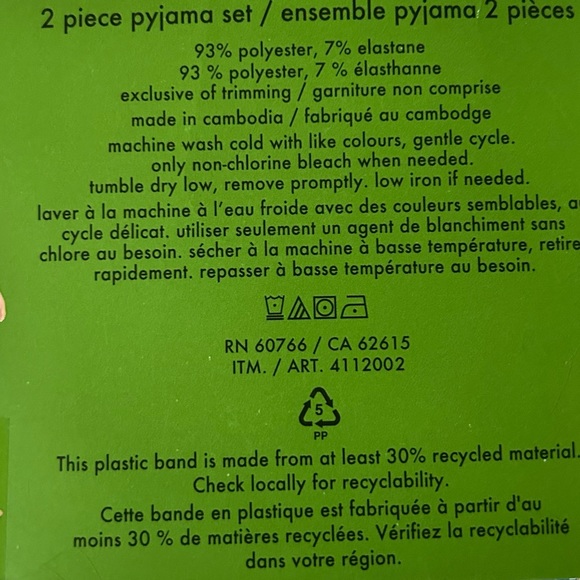 2 piece pyjama set / ensemble pyjama 2 pièces
93% polyester, 7% elastane
93 % polyester, 7 % élasthanne
exclusive of trimming / garniture non comprise
made in cambodia / fabriqué au cambodge
machine wash cold with like colours, gentle cycle.
only non-chlorine bleach when needed.
tumble dry low, remove promptly. low iron if needed.
laver à la machine à l'eau froide avec des couleurs semblables, au
cycle délicat. utiliser seulement un agent de blanchiment sans
chlore au besoin. sécher à la machine à basse température, retire
rapidement. repasser à basse température au besoin.
RN 60766 / CA 62615
ITM. / ART. 4112002
5
PP
This plastic band is made from at least 30% recycled material.
Check locally for recyclability.
Cette bande en plastique est fabriquée à partir d'au
moins 30 % de matières recyclées. Vérifiez la recyclabilité
dans votre région.